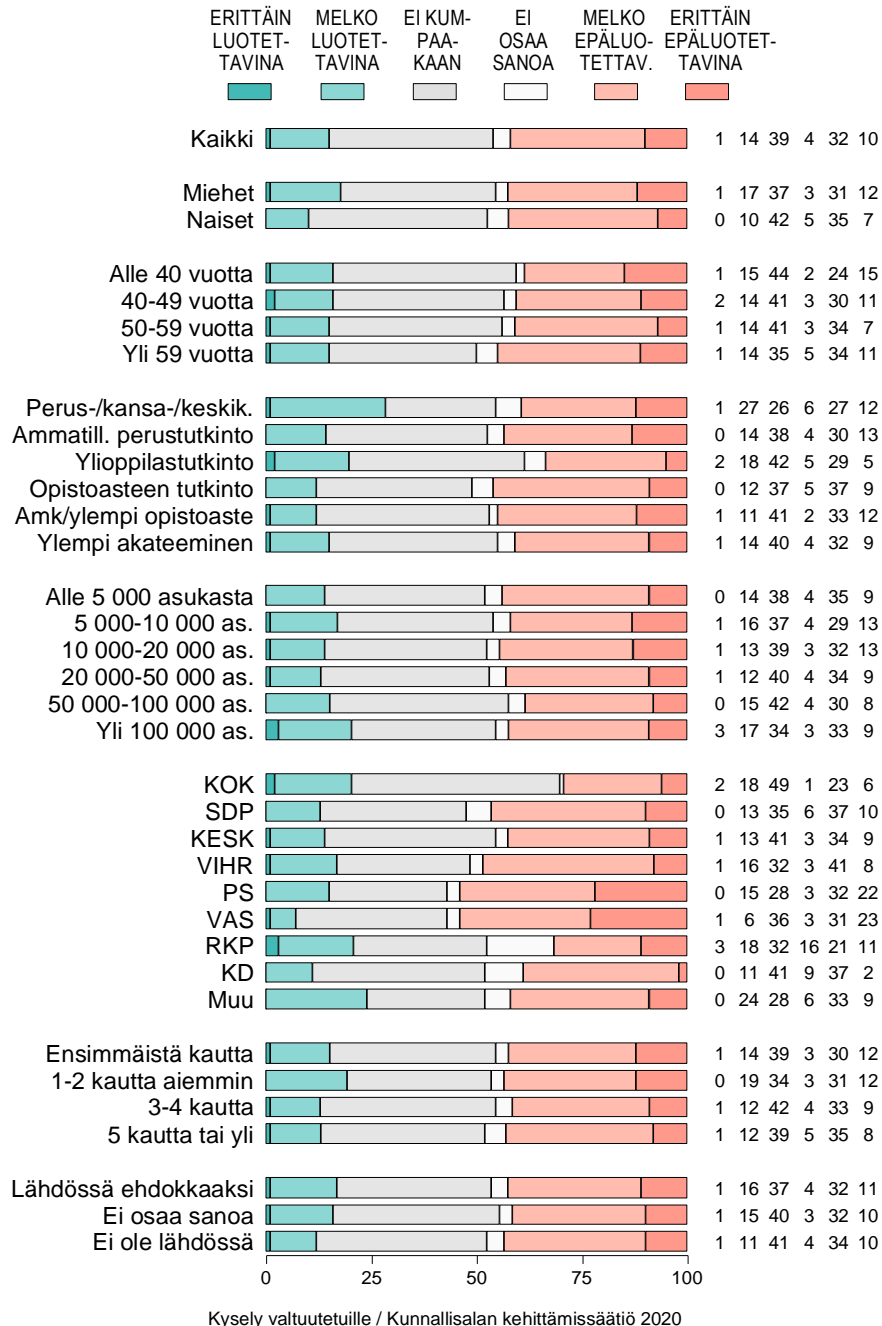 ERITTÄIN MELKO EI KUM- EI MELKO ERITTÄIN
LUOTET- LUOTET- PAA- OSAA EPÄLUO- EPÄLUOTET-
TAVINA TAVINA KAAN SANOA TETTAV. TAVINA
Kaikki 1 14 39 4 32 10
Miehet 1 17 37 3 31 12
Naiset 0 10 42 5 35 7
Alle 40 vuotta 1 15 44 2 24 15
40-49 vuotta 2 14 41 3 30 11
50-59 vuotta 1 14 41 3 34 7
Yli 59 vuotta 1 14 35 5 34 11
Perus-/kansa-/keskik. 1 27 26 6 27 12
Ammatill. perustutkinto 0 14 38 4 30 13
Ylioppilastutkinto 2 18 42 5 29 5
Opistoasteen tutkinto 0 12 37 5 37 9
Amk/ylempi opistoaste 1 11 41 2 33 12
Ylempi akateeminen 1 14 40 4 32 9
Alle 5 000 asukasta 0 14 38 4 35 9
5 000-10 000 as. 1 16 37 4 29 13
10 000-20 000 as. 1 13 39 3 32 13
20 000-50 000 as. 1 12 40 4 34 9
50 000-100 000 as. 0 15 42 4 30 8
Yli 100 000 as. 3 17 34 3 33 9
KOK 2 18 49 1 23 6
SDP 0 13 35 6 37 10
KESK 1 13 41 3 34 9
VIHR 1 16 32 3 41 8
PS 0 15 28 3 32 22
VAS 1 6 36 3 31 23
RKP 3 18 32 16 21 11
KD 0 11 41 9 37 2
Muu 0 24 28 6 33 9
Ensimmäistä kautta 1 14 39 3 30 12
1-2 kautta aiemmin 0 19 34 3 31 12
3-4 kautta 1 12 42 4 33 9
5 kautta tai yli 1 12 39 5 35 8
Lähdössä ehdokkaaksi 1 16 37 4 32 11
Ei osaa sanoa 1 15 40 3 32 10
Ei ole lähdössä 1 11 41 4 34 10
0 25 50 75 100
Kysely valtuutetuille / Kunnallisalan kehittämissäätiö 2020